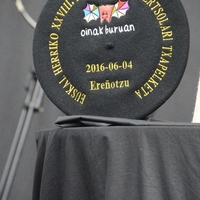 EUSKAL HERRIKO XXVIII. BERTSOLARI TXAPELKETA
oinak buruan
2016-06-04
Ereñotzu